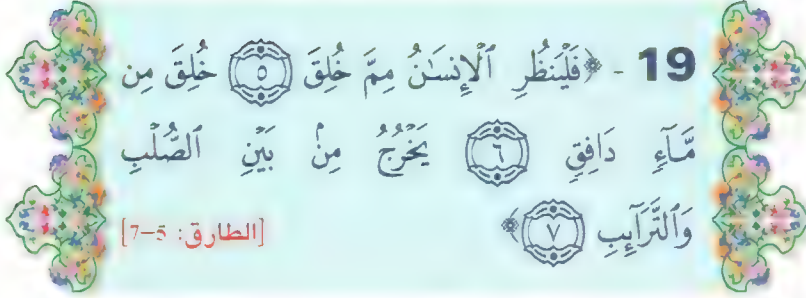 19 - ﴿فَلْيَنظُرِ ٱلْإِنسَـٰنُ مِمَّ خُلِقَ ٥ خُلِقَ مِن
مَّآءٍ دَافِقٍ ٦ يَخْرُجُ مِنۢ بَيْنِ ٱلصُّلْبِ
وَٱلتَّرَآئِبِ ٧﴾ [الطارق: 5–7]